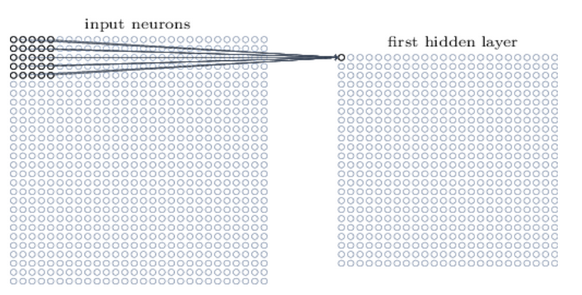 input neurons
first hidden layer